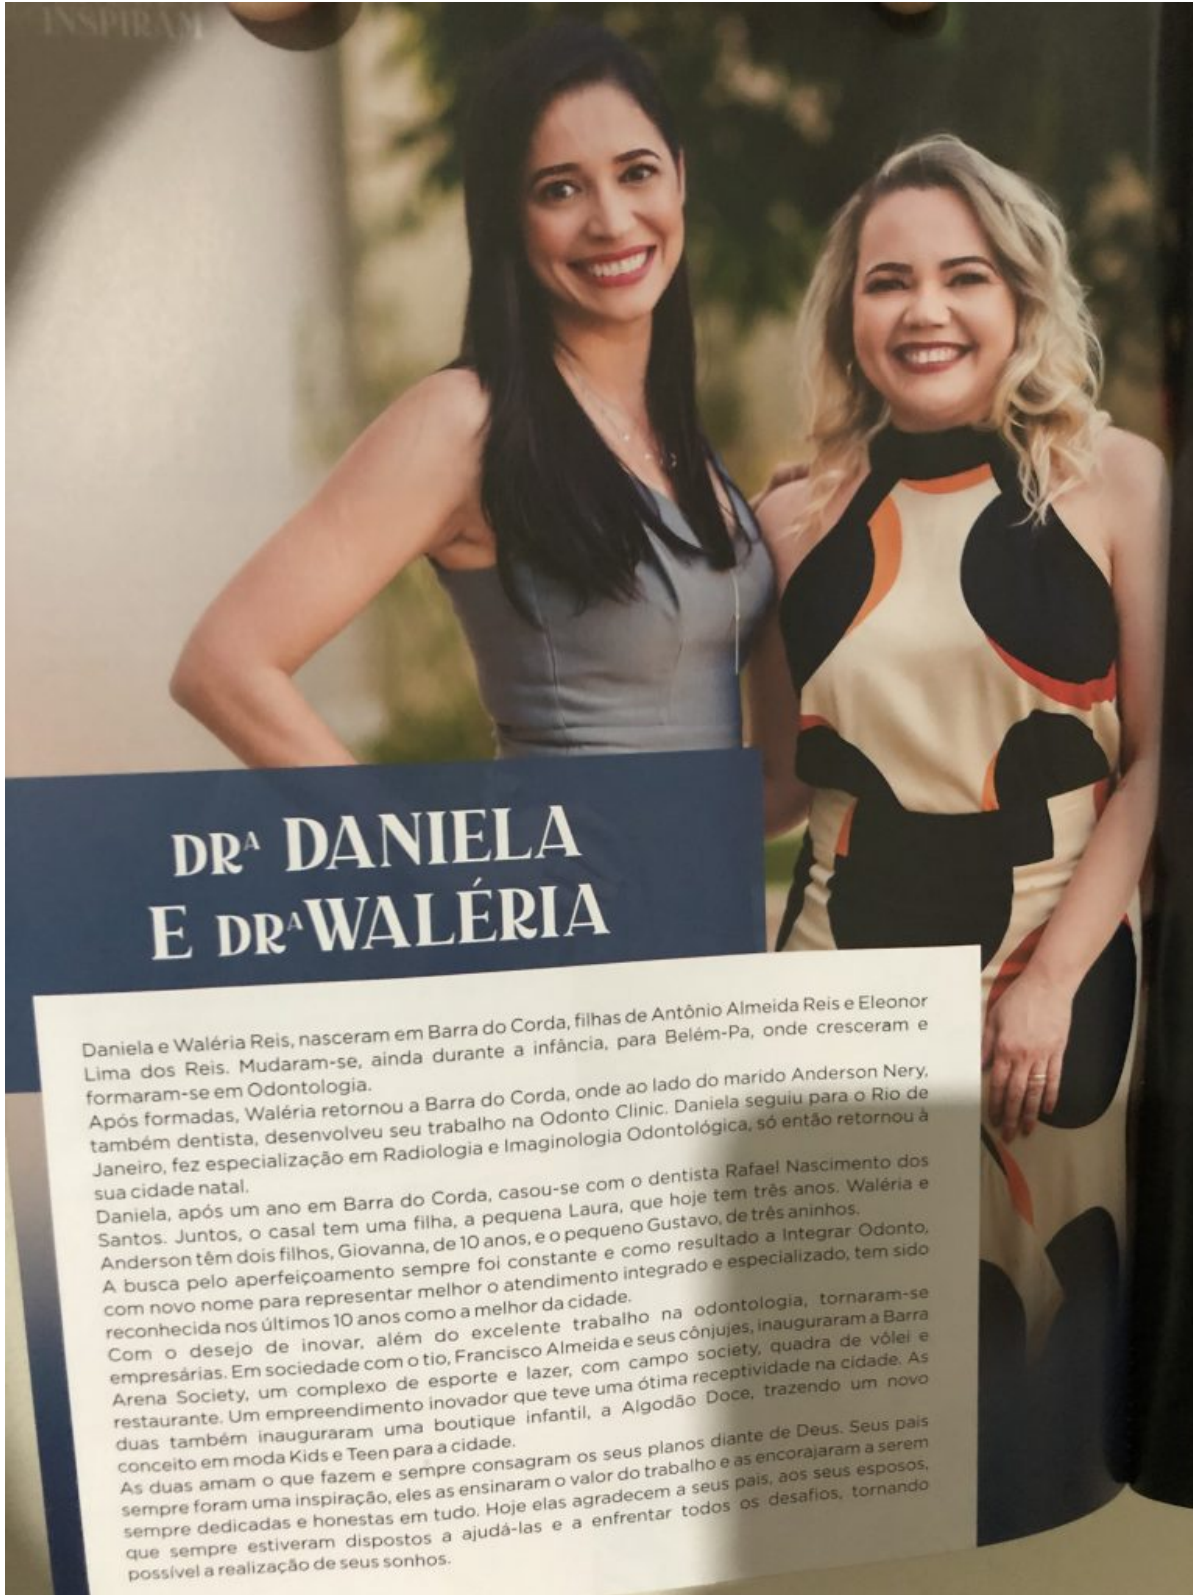 INSPIRAM
DRA DANIELA
E DRA WALÉRIA
Daniela e Waléria Reis, nasceram em Barra do Corda, filhas de Antônio Almeida Reis e Eleonor
Lima dos Reis. Mudaram-se, ainda durante a infância, para Belém-Pa, onde cresceram e
formaram-se em Odontologia.
Após formadas, Waléria retornou a Barra do Corda, onde ao lado do marido Anderson Nery,
também dentista, desenvolveu seu trabalho na Odonto Clinic. Daniela seguiu para o Rio de
Janeiro, fez especialização em Radiologia e Imaginologia Odontológica, só então retornou à
sua cidade natal.
Daniela, após um ano em Barra do Corda, casou-se com o dentista Rafael Nascimento dos
Santos. Juntos, o casal tem uma filha, a pequena Laura, que hoje tem três anos. Waléria e
Anderson têm dois filhos, Giovanna, de 10 anos, e o pequeno Gustavo, de três aninhos.
A busca pelo aperfeiçoamento sempre foi constante e como resultado a Integrar Odonto,
com novo nome para representar melhor o atendimento integrado e especializado, tem sido
reconhecida nos últimos 10 anos como a melhor da cidade.
Com o desejo de inovar, além do excelente trabalho na odontologia, tornaram-se
empresárias. Em sociedade com o tio, Francisco Almeida e seus cônjujes, inauguraram a Barra
Arena Society, um complexo de esporte e lazer, com campo society, quadra de vôlei e
restaurante. Um empreendimento inovador que teve uma ótima receptividade na cidade. As
duas também inauguraram uma boutique infantil, a Algodão Doce, trazendo um novo
conceito em moda Kids e Teen para a cidade.
As duas amam o que fazem e sempre consagram os seus planos diante de Deus. Seus pais
sempre foram uma inspiração, eles as ensinaram o valor do trabalho e as encorajaram a serem
sempre dedicadas e honestas em tudo. Hoje elas agradecem a seus pais, aos seus esposos,
que sempre estiveram dispostos a ajudá-las e a enfrentar todos os desafios, tornando
possível a realização de seus sonhos.